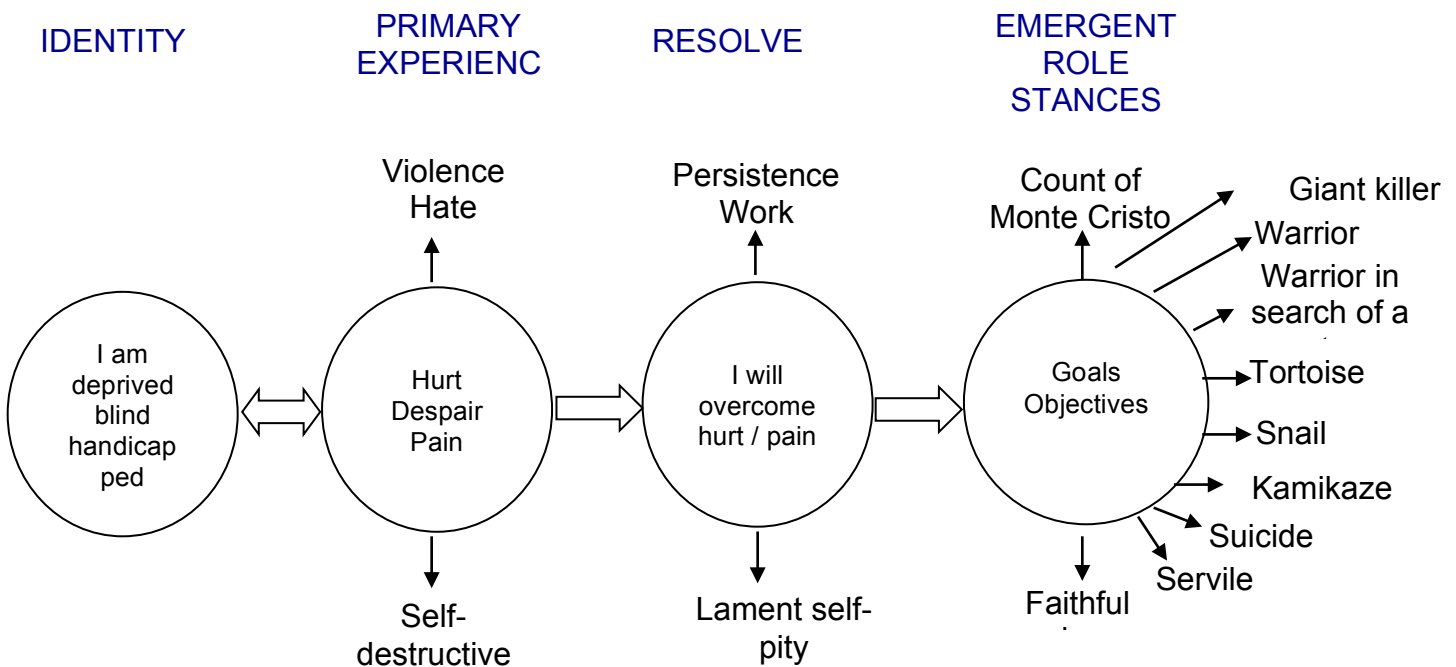 IDENTITY
PRIMARY
EXPERIENC
RESOLVE
EMERGENT
ROLE
STANCES
Violence
Hate
Persistence
Work
Count of
Monte Cristo
Giant killer
Warrior
Warrior in
search of a
I am
deprived
blind
handicap
ped
Hurt
Despair
Pain
I will
overcome
hurt / pain
Goals
Objectives
Tortoise
Snail
Kamikaze
Suicide
Servile
Faithful
Self-
destructive
Lament self-
pity